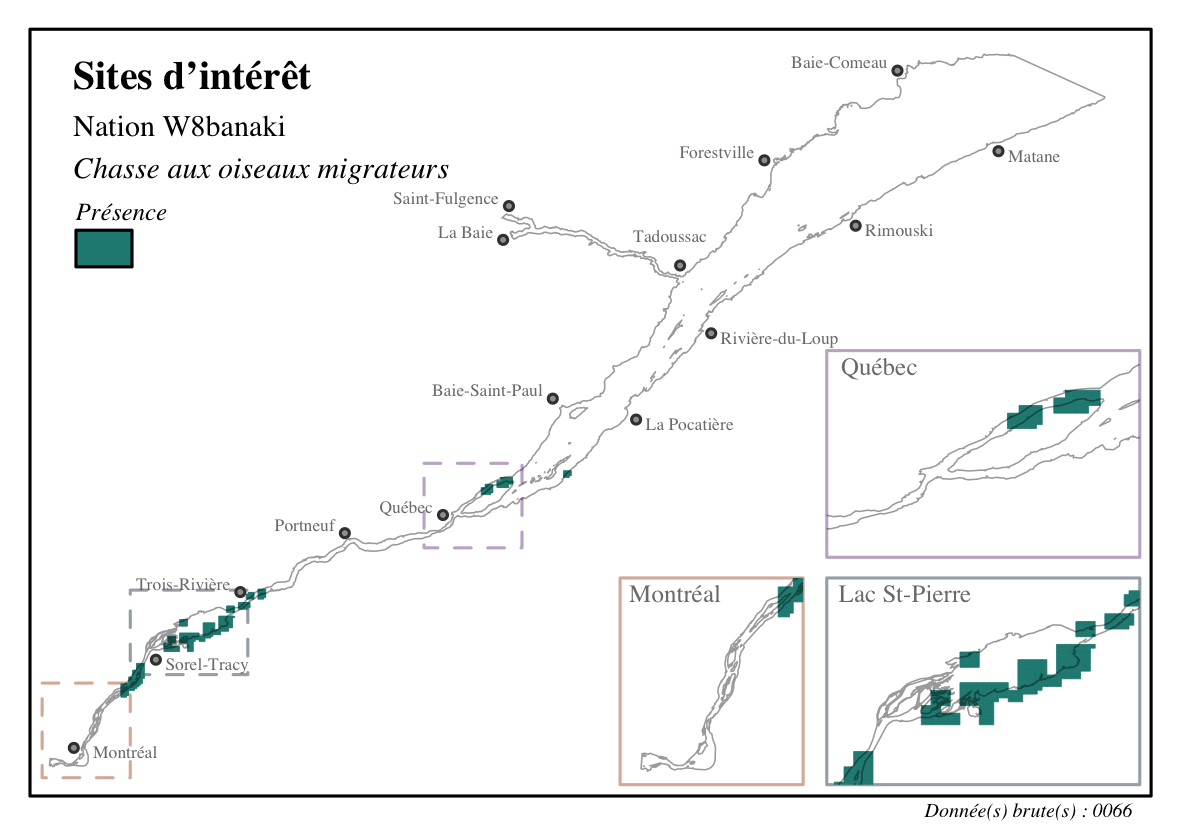 Sites d’intérêt
Nation W8banaki
Chasse aux oiseaux migrateurs
Présence
Baie-Comeau
Forestville
Matane
Saint-Fulgence
La Baie
Tadoussac
Rimouski
Rivière-du-Loup
Baie-Saint-Paul
La Pocatière
Québec
Portneuf
Trois-Rivière
Sorel-Tracy
Montréal
Québec
Montréal
Lac St-Pierre
Donnée(s) brute(s) : 0066